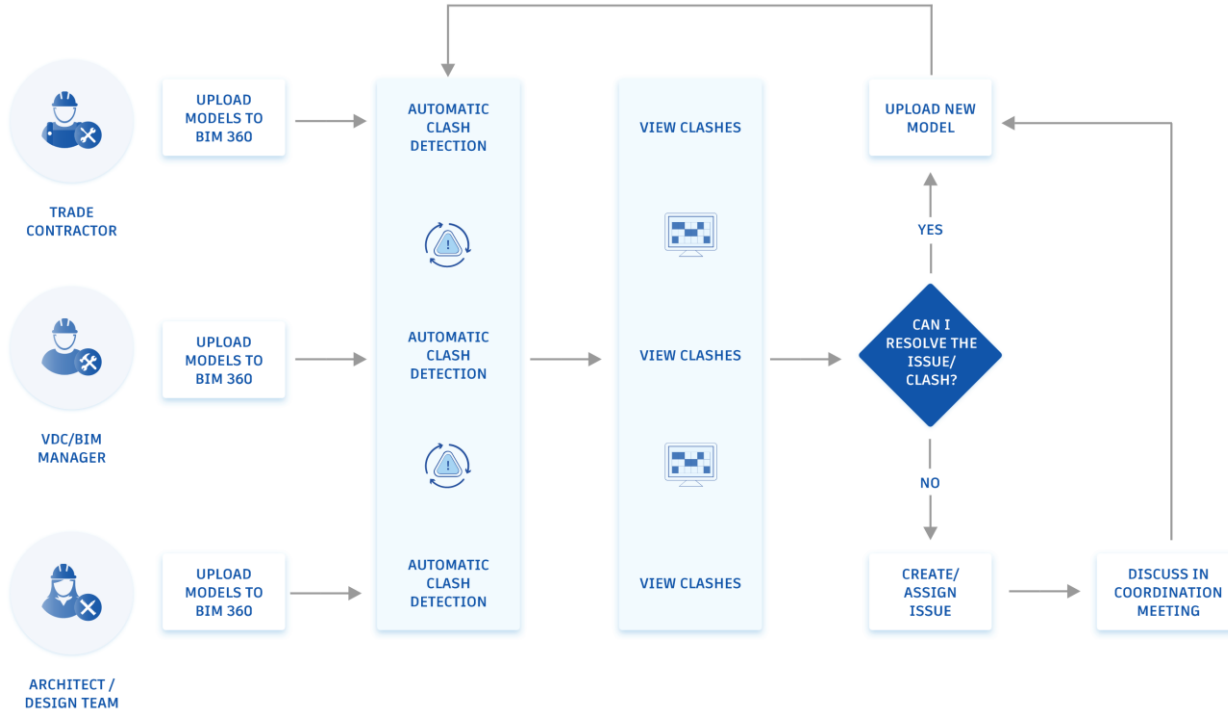 UPLOAD
MODELS TO
BIM 360
AUTOMATIC
CLASH
DETECTION
VIEW CLASHES
UPLOAD NEW
MODEL
TRADE
CONTRACTOR
!
YES
UPLOAD
MODELS TO
BIM 360
AUTOMATIC
CLASH
DETECTION
VIEW CLASHES
CAN I
RESOLVE THE
ISSUE/
CLASH?
VDC/BIM
MANAGER
!
NO
UPLOAD
MODELS TO
BIM 360
AUTOMATIC
CLASH
DETECTION
VIEW CLASHES
CREATE/
ASSIGN
ISSUE
DISCUSS IN
COORDINATION
MEETING
ARCHITECT /
DESIGN TEAM